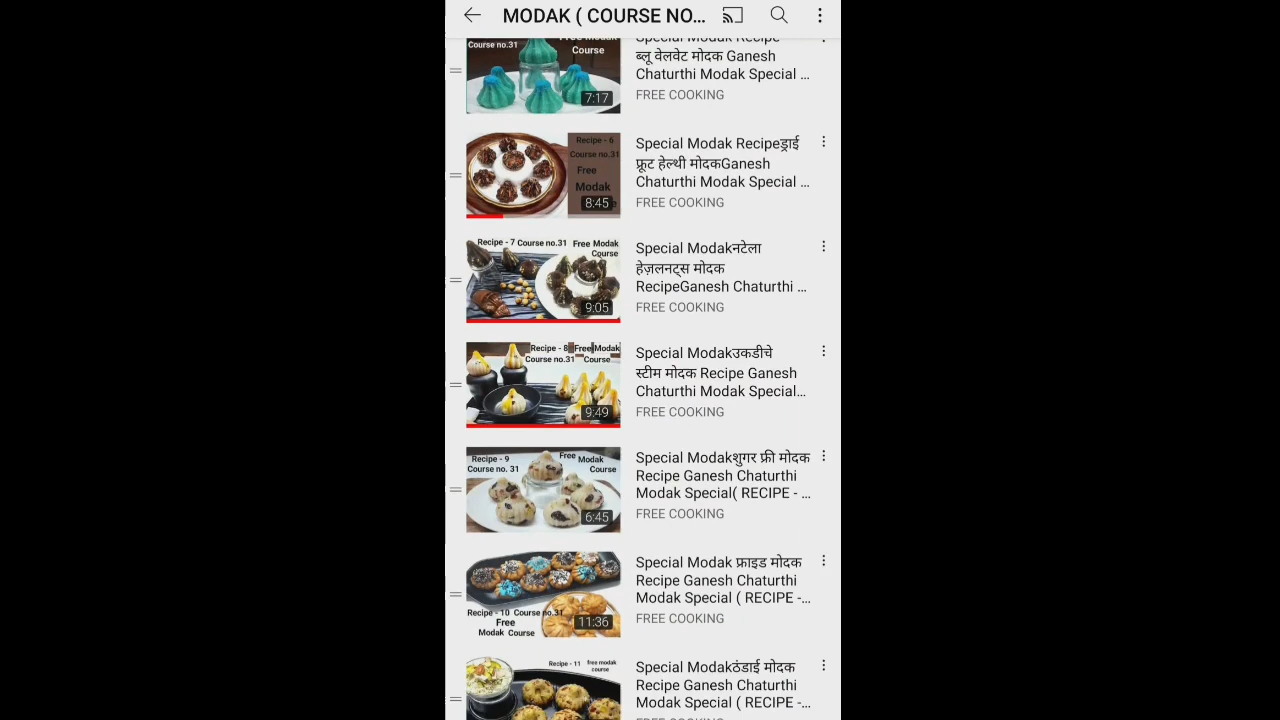 MODAK ( COURSE NO...
Course no.31
Course
7:17
ब्लू वेलवेट मोदक Ganesh
Chaturthi Modak Special ...
FREE COOKING
Recipe - 6
Course no.31
Free
Modak
8:45
Special Modak Recipeड्राई
फ्रूट हेल्थी मोदकGanesh
Chaturthi Modak Special ...
FREE COOKING
Recipe - 7 Course no.31 Free Modak
Course
9:05
Special Modakनटेला
हेज़लनट्स मोदक
RecipeGanesh Chaturthi ...
FREE COOKING
Recipe - 8 Free Modak
Course no.31 Course
9:49
Special Modakउकडीचे
स्टीम मोदक Recipe Ganesh
Chaturthi Modak Special...
FREE COOKING
Recipe - 9 Free Modak
Course no. 31 Course
6:45
Special Modakशुगर फ्री मोदक
Recipe Ganesh Chaturthi
Modak Special( RECIPE - ...
FREE COOKING
Recipe - 10 Course no.31
Free
Modak Course
11:36
Special Modak फ्राइड मोदक
Recipe Ganesh Chaturthi
Modak Special ( RECIPE -...
FREE COOKING
Recipe - 11 free modak
course
Special Modakठंडाई मोदक
Recipe Ganesh Chaturthi
Modak Special ( RECIPE -...